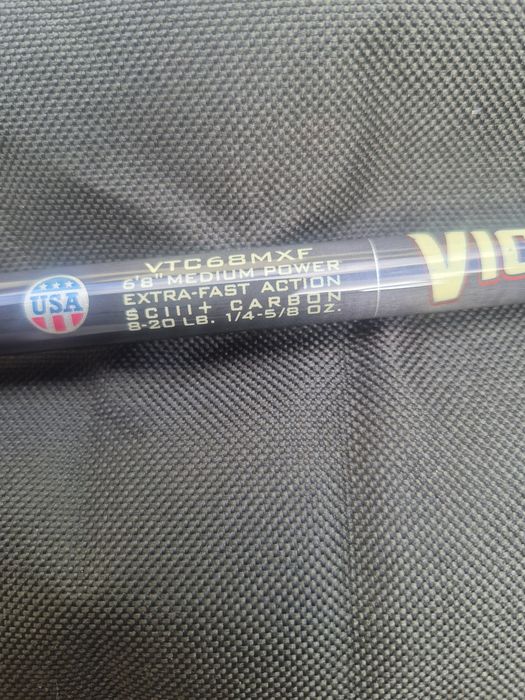 VTC68MXF
6'8" MEDIUM POWER
EXTRA-FAST ACTION
SCIII+ CARBON
8-20 LB. 1/4-5/8 OZ.
USA